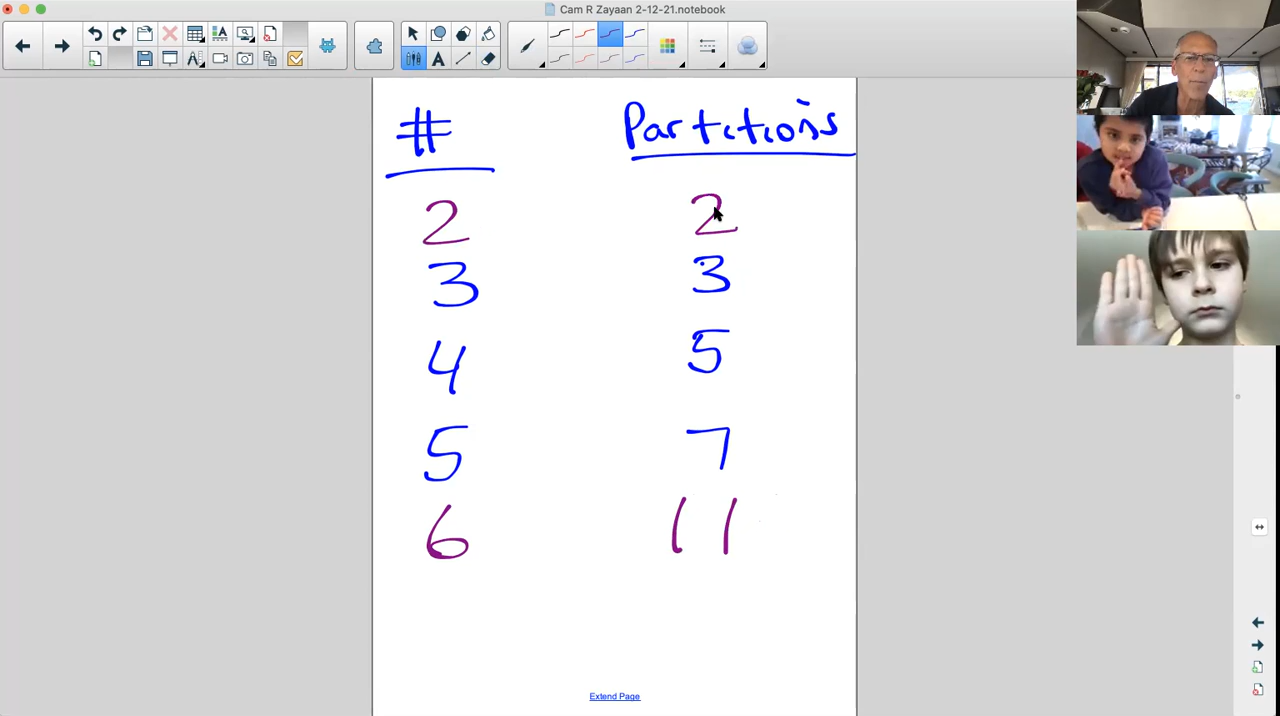 Cam R Zayaan 2-12-21.notebook
# Partitions
2 2
3 3
4 5
5 7
6 11
Extend Page